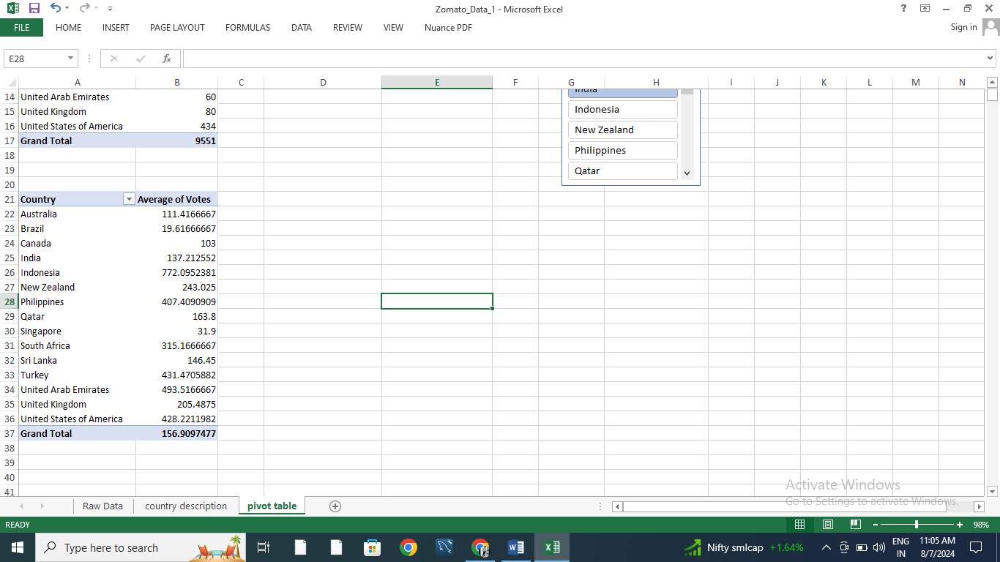 Zomato_Data_1 - Microsoft Excel
?
FILE HOME INSERT PAGE LAYOUT FORMULAS DATA REVIEW VIEW Nuance PDF Sign in
E28 fx
A B C D E F G H I J K L M N
14 United Arab Emirates 60 India
15 United Kingdom 80 Indonesia
16 United States of America 434 New Zealand
17 Grand Total 9551 Philippines
18 Qatar
19
20
21 Country Average of Votes
22 Australia 111.4166667
23 Brazil 19.61666667
24 Canada 103
25 India 137.212552
26 Indonesia 772.0952381
27 New Zealand 243.025
28 Philippines 407.4090909
29 Qatar 163.8
30 Singapore 31.9
31 South Africa 315.1666667
32 Sri Lanka 146.45
33 Turkey 431.4705882
34 United Arab Emirates 493.5166667
35 United Kingdom 205.4875
36 United States of America 428.2211982
37 Grand Total 156.9097477
38
39
40
41
Activate Windows
Go to Settings to activate Windows.
Raw Data country description pivot table
READY 98%
Type here to search Nifty smlcap +1.64% ENG IN 11:05 AM 8/7/2024